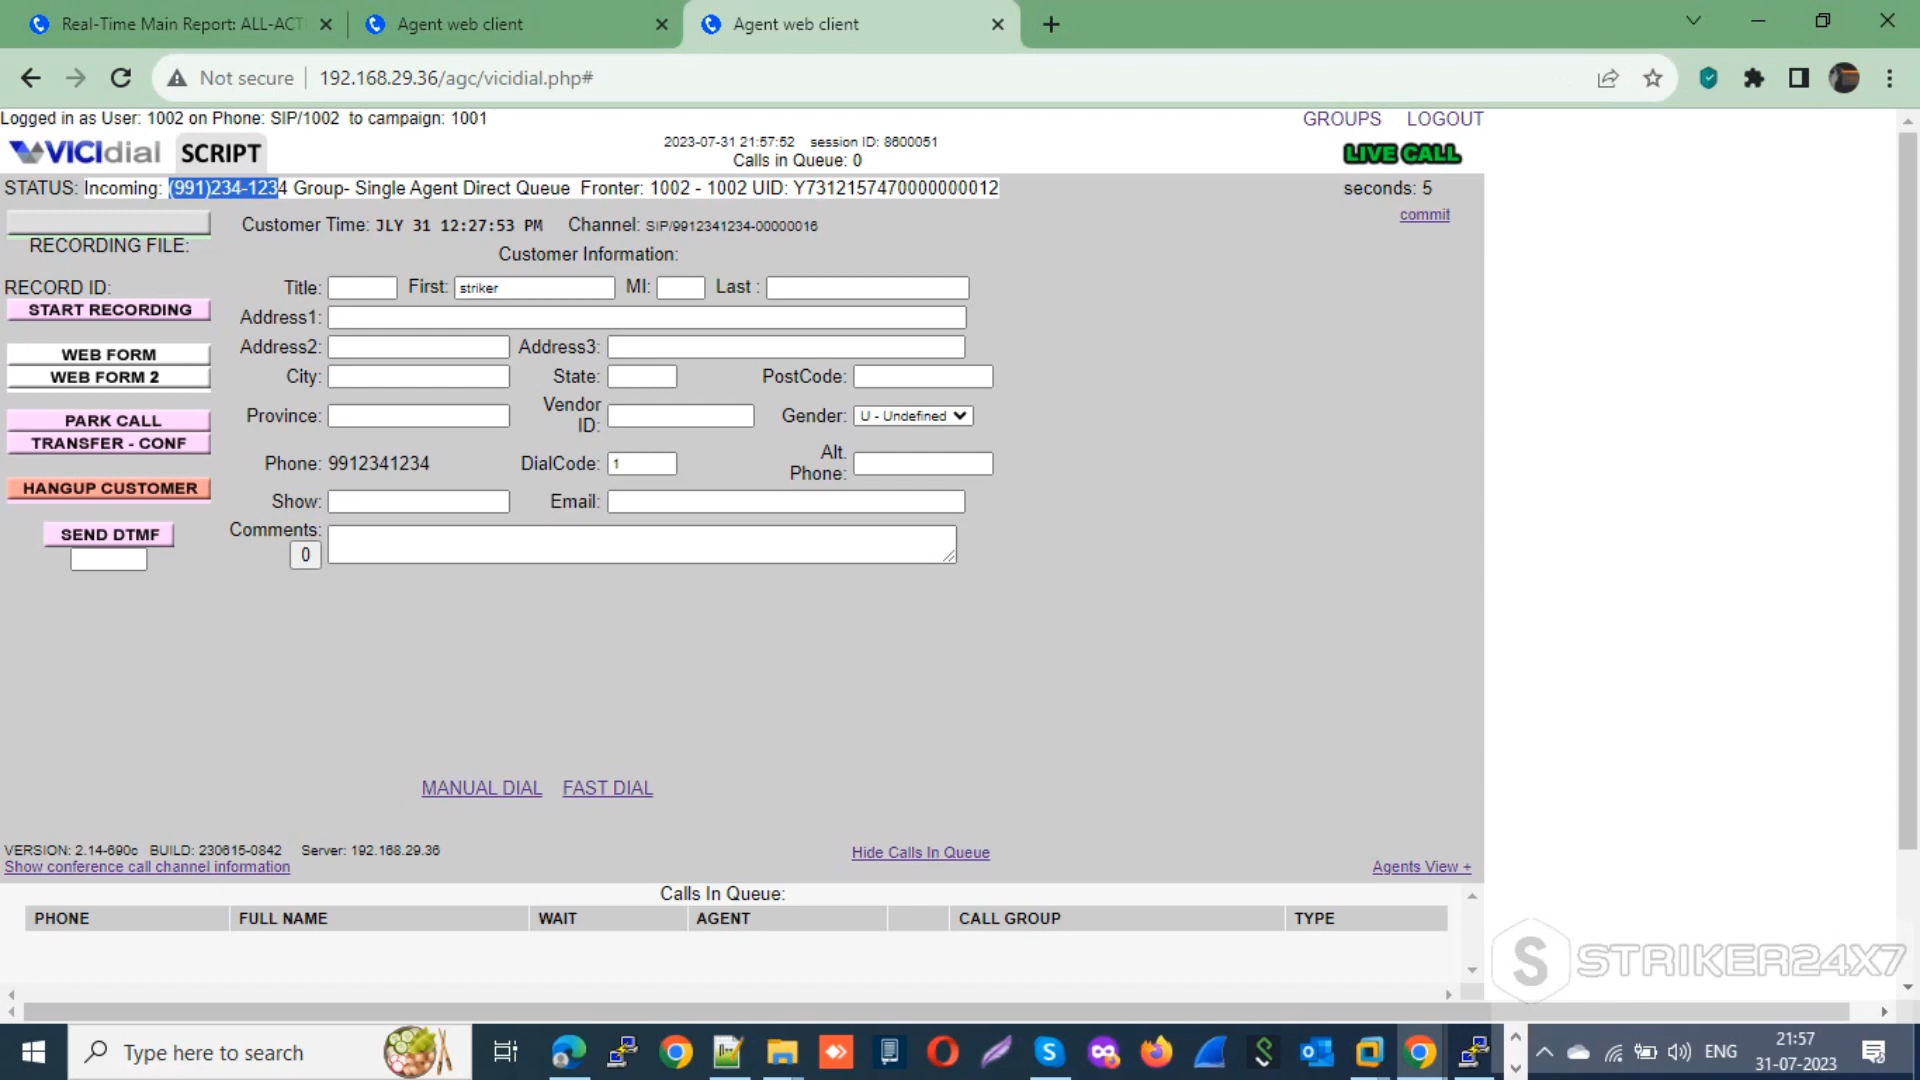 Real-Time Main Report: ALL-ACTI
Agent web client
Agent web client
Not secure
192.168.29.36/agc/vicidial.php#
Logged in as User: 1002 on Phone: SIP/1002 to campaign: 1001
GROUPS LOGOUT
VICIdial SCRIPT
2023-07-31 21:57:52 session ID: 8600051
Calls in Queue: 0
LIVE CALL
STATUS: Incoming: (991)234-1234 Group- Single Agent Direct Queue Fronter: 1002 - 1002 UID: Y7312157470000000012
seconds: 5
commit
Customer Time: JLY 31 12:27:53 PM Channel: SIP/9912341234-00000016
RECORDING FILE:
Customer Information:
RECORD ID:
Title: First: striker MI: Last :
START RECORDING
Address1:
WEB FORM
Address2: Address3:
WEB FORM 2
City: State: PostCode:
PARK CALL
Province: Vendor ID: Gender: U - Undefined
TRANSFER - CONF
Phone: 9912341234 DialCode: 1 Alt. Phone:
HANGUP CUSTOMER
Show: Email:
SEND DTMF
Comments:
0
MANUAL DIAL FAST DIAL
VERSION: 2.14-690c BUILD: 230615-0842 Server: 192.168.29.36
Hide Calls In Queue
Show conference call channel information
Agents View +
Calls In Queue:
PHONE FULL NAME WAIT AGENT CALL GROUP TYPE
S STRIKER24X7
Type here to search
ENG
21:57
31-07-2023